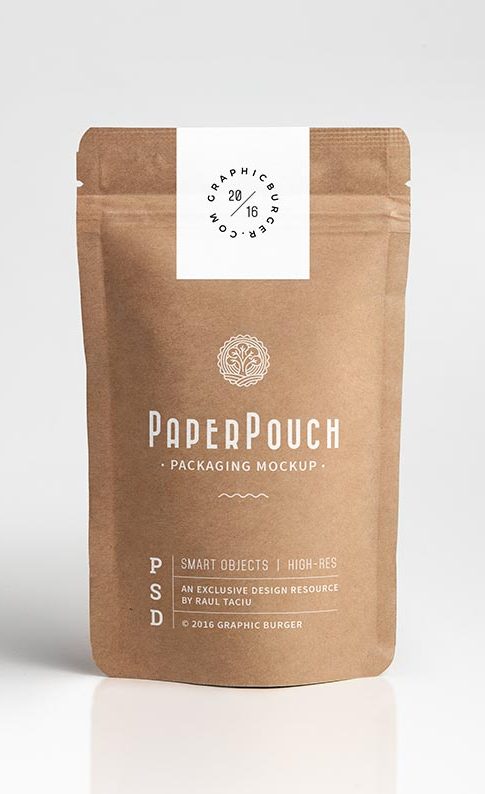 GRAPHICBURGER.COM
20
16
PAPERPOUCH
· PACKAGING MOCKUP ·
P
S
D
SMART OBJECTS | HIGH-RES
AN EXCLUSIVE DESIGN RESOURCE
BY RAUL TACIU
© 2016 GRAPHIC BURGER